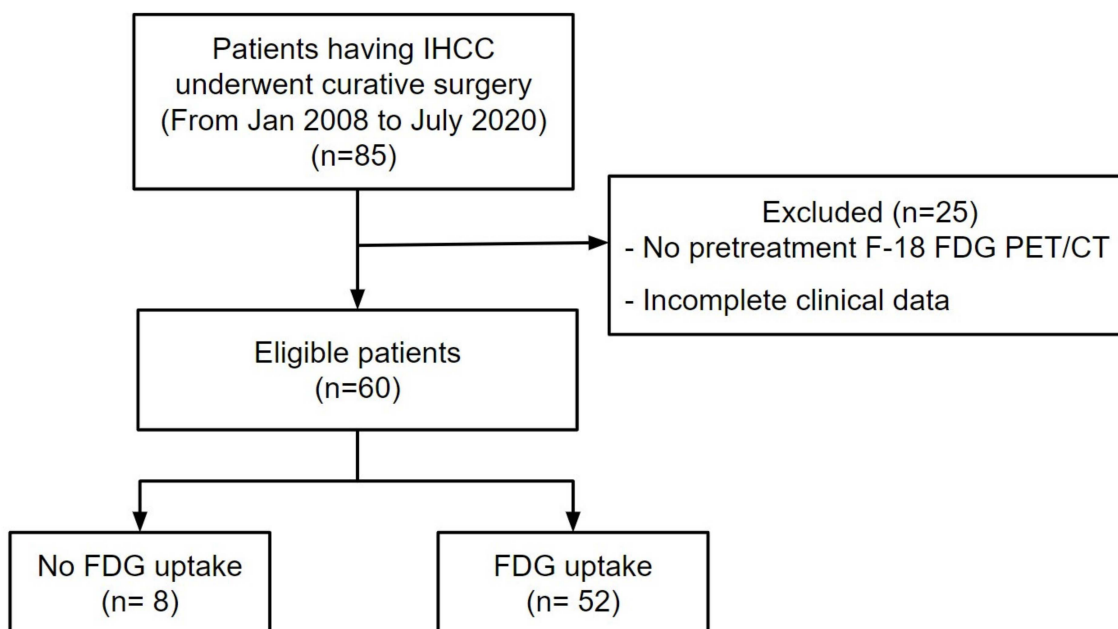 Patients having IHCC
underwent curative surgery
(From Jan 2008 to July 2020)
(n=85)
Excluded (n=25)
- No pretreatment F-18 FDG PET/CT
- Incomplete clinical data
Eligible patients
(n=60)
No FDG uptake
(n= 8)
FDG uptake
(n= 52)